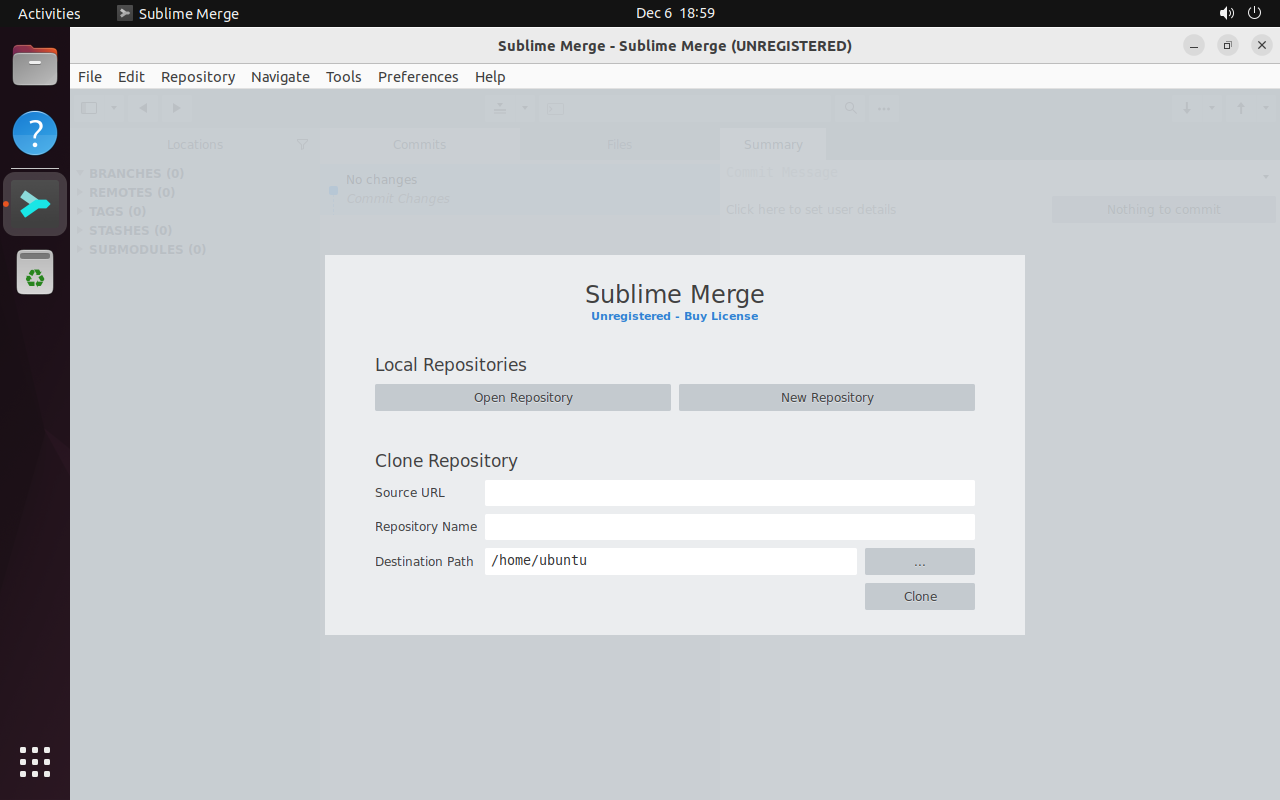 Activities
Sublime Merge
Dec 6 18:59
Sublime Merge - Sublime Merge (UNREGISTERED)
File Edit Repository Navigate Tools Preferences Help
Locations
Commits
Files
Summary
BRANCHES (0)
REMOTES (0)
TAGS (0)
STASHES (0)
SUBMODULES (0)
No changes
Commit Changes
Commit message
Click here to set user details
Nothing to commit
Sublime Merge
Unregistered - Buy License
Local Repositories
Open Repository
New Repository
Clone Repository
Source URL
Repository Name
Destination Path
/home/ubuntu
...
Clone